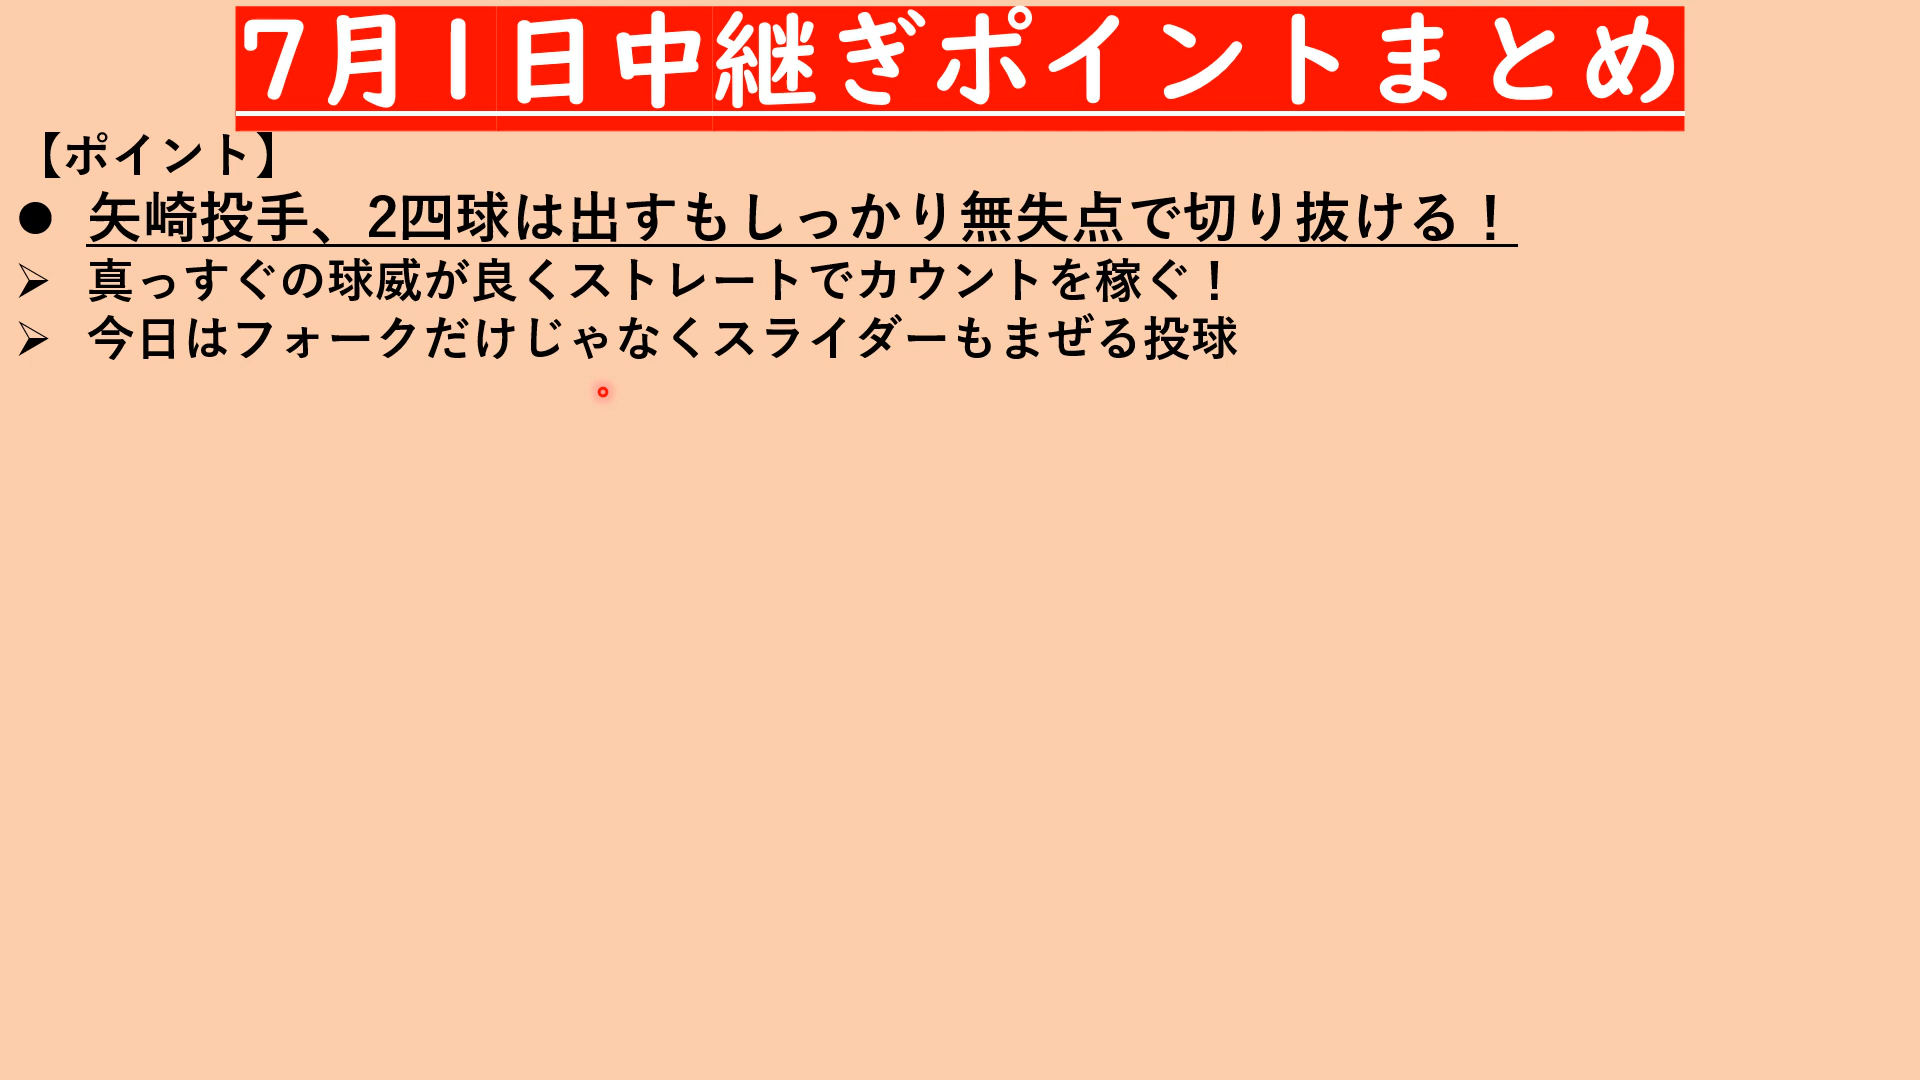 7月1日中継ぎポイントまとめ
【ポイント】
● 矢崎投手、2四球は出すもしっかり無失点で切り抜ける！
➢ 真っすぐの球威が良くストレートでカウントを稼ぐ！
➢ 今日はフォークだけじゃなくスライダーもまぜる投球